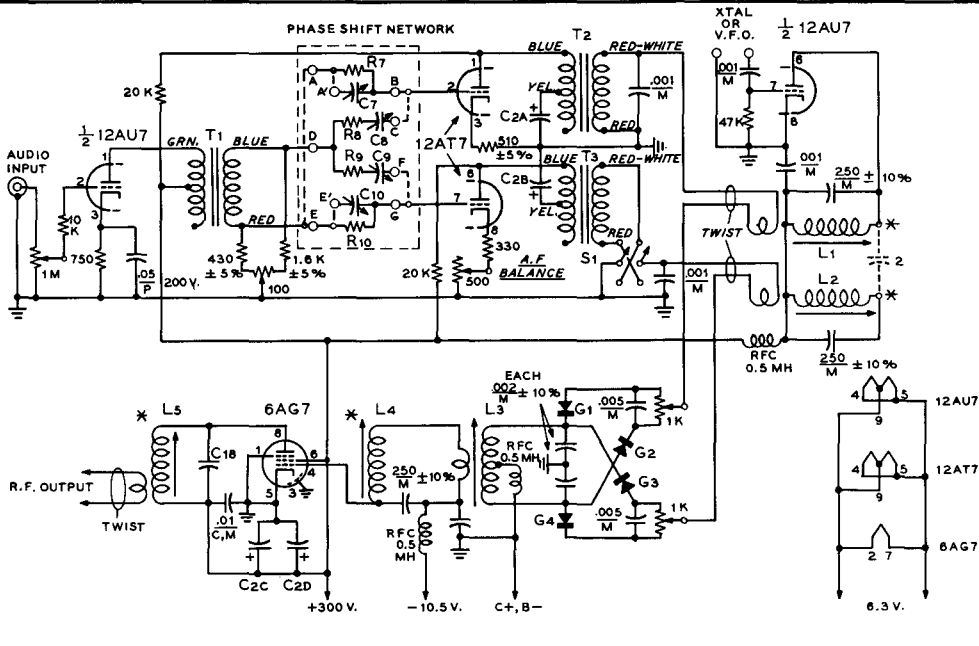 PHASE SHIFT NETWORK
XTAL
OR
V.F.O.
1/2 12AU7
T2
BLUE
RED-WHITE
.001
M
6
7
8
47K
A
A'
R7
C7
B
D
R8
C8
C
R9
C9
F
E'
C10
E
G
R10
20 K
1
2
3
12AT7
510
±5%
YEL.
C2A
+
RED
.001
M
1/2 12AU7
GRN.
T1
BLUE
RED
AUDIO
INPUT
1
2
3
10
K
1M
750
.05
P
200V.
430
±5%
1.8K
±5%
100
20 K
6
7
8
330
500
A.F
BALANCE
C2B
+
YEL.
BLUE
T3
RED-WHITE
RED
S1
.001
M
TWIST
001
M
250
M
±10%
L1
*
2
L2
*
RFC
0.5 MH
250
M
±10%
* L5
6AG7
C18
8
1
6
4
5
3
R.F. OUTPUT
TWIST
.01
C,M
+
+
C2C
C2D
+300 V.
* L4
250
M
±10%
RFC
0.5
MH
-10.5V.
L3
EACH
.002
M
±10%
RFC
0.5MH
C+, B-
G1
G2
G3
G4
.005
M
1K
.005
M
1K
4
5
9
12AU7
4
5
9
12AT7
2 7
6AG7
6.3 V.